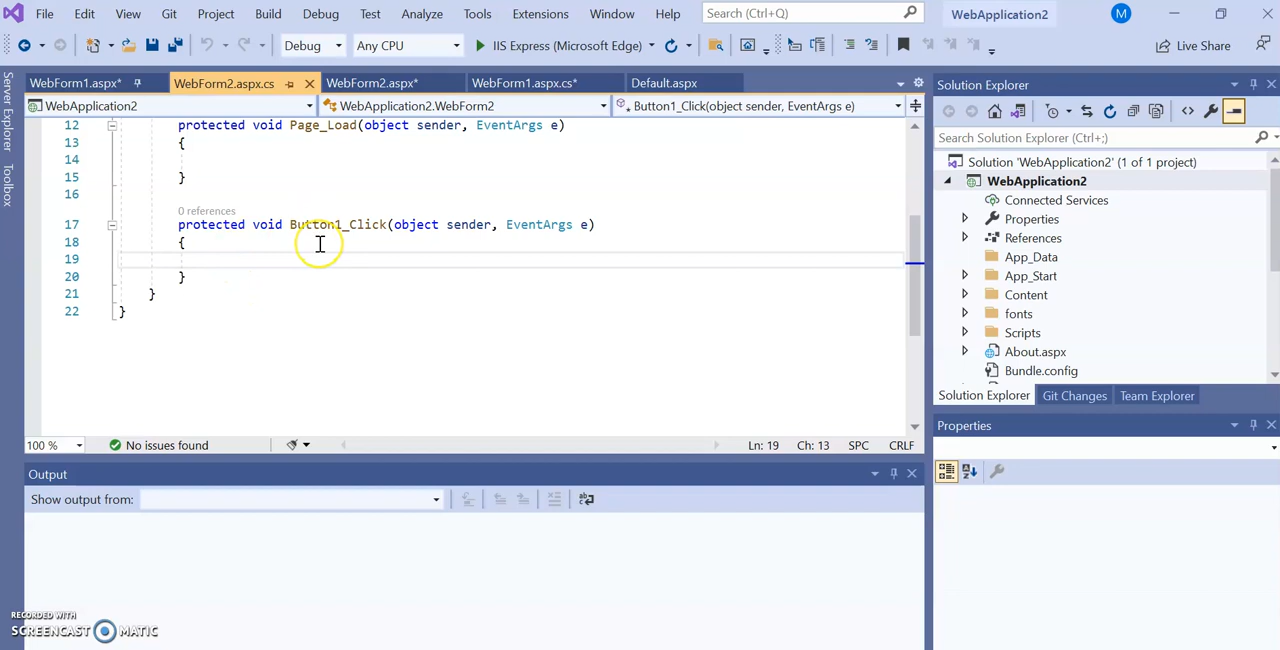 File Edit View Git Project Build Debug Test Analyze Tools Extensions Window Help Search (Ctrl+Q) WebApplication2 M
Debug Any CPU IIS Express (Microsoft Edge) Live Share
Server Explorer
Toolbox
WebForm1.aspx* WebForm2.aspx.cs WebForm2.aspx* WebForm1.aspx.cs* Default.aspx
WebApplication2 WebApplication2.WebForm2 Button1_Click(object sender, EventArgs e)
12 protected void Page_Load(object sender, EventArgs e)
13 {
14
15 }
16
0 references
17 protected void Button1_Click(object sender, EventArgs e)
18 {
19
20 }
21 }
22 }
100 % No issues found Ln: 19 Ch: 13 SPC CRLF
Output
Show output from:
Solution Explorer
Search Solution Explorer (Ctrl+;)
Solution 'WebApplication2' (1 of 1 project)
WebApplication2
Connected Services
Properties
References
App_Data
App_Start
Content
fonts
Scripts
About.aspx
Bundle.config
Solution Explorer Git Changes Team Explorer
Properties
RECORDED WITH
SCREENCAST MATIC